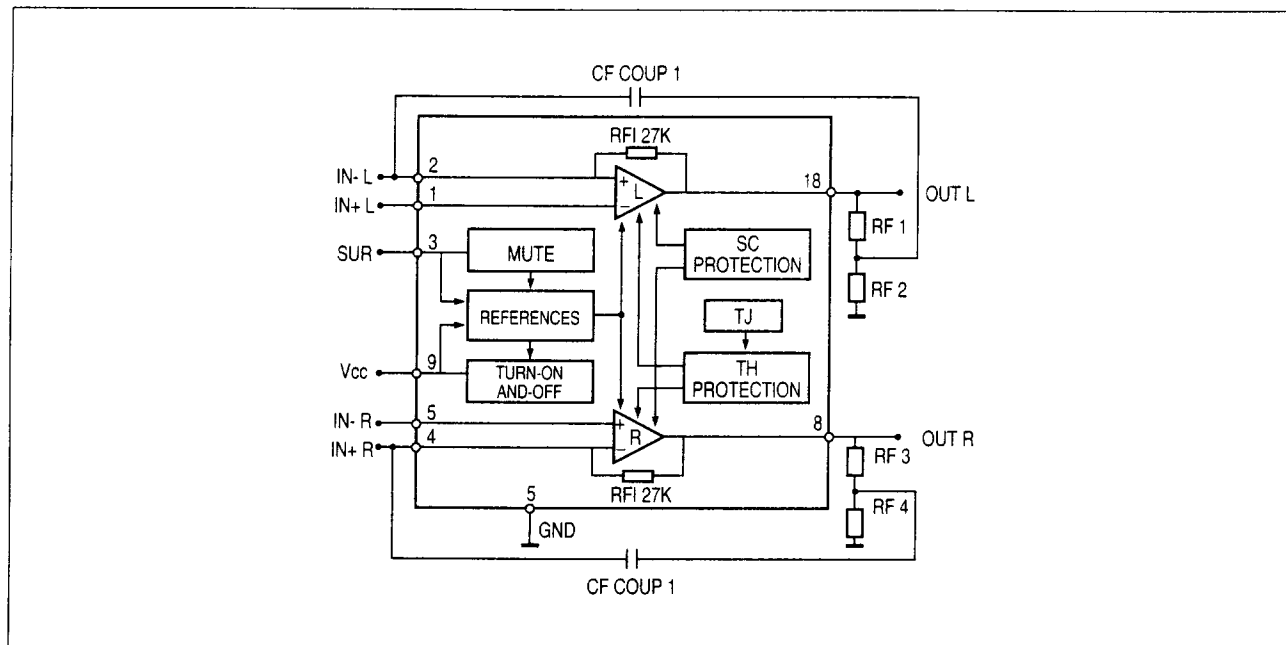 CF COUP 1
RFI 27K
IN- L
2
IN+ L
1
+
L
−
18
OUT L
RF 1
RF 2
SUR
3
MUTE
REFERENCES
SC
PROTECTION
TJ
Vcc
9
TURN-ON
AND-OFF
TH
PROTECTION
IN- R
5
IN+ R
4
+
R
−
8
OUT R
RF 3
RF 4
RFI 27K
5
GND
CF COUP 1